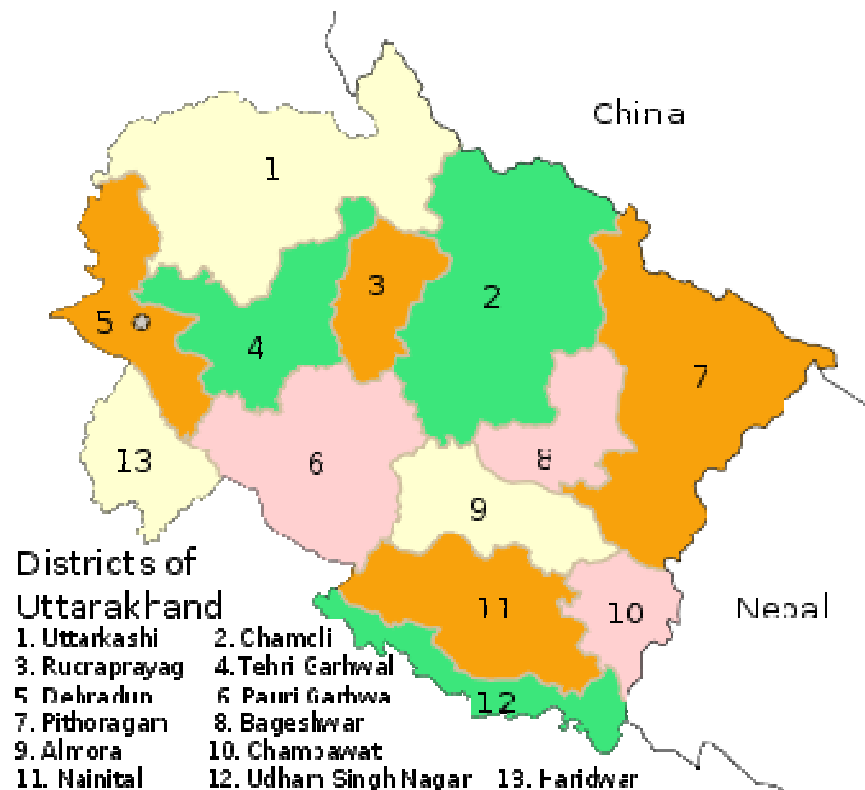 China
1
2
3
4
5
6
7
8
9
10
11
12
13
Nepal
Districts of
Uttarakhand
1. Uttarkashi 2. Chamoli
3. Rudraprayag 4. Tehri Garhwal
5. Dehradun 6. Pauri Garhwal
7. Pithoragarh 8. Bageshwar
9. Almora 10. Champawat
11. Nainital 12. Udham Singh Nagar 13. Haridwar